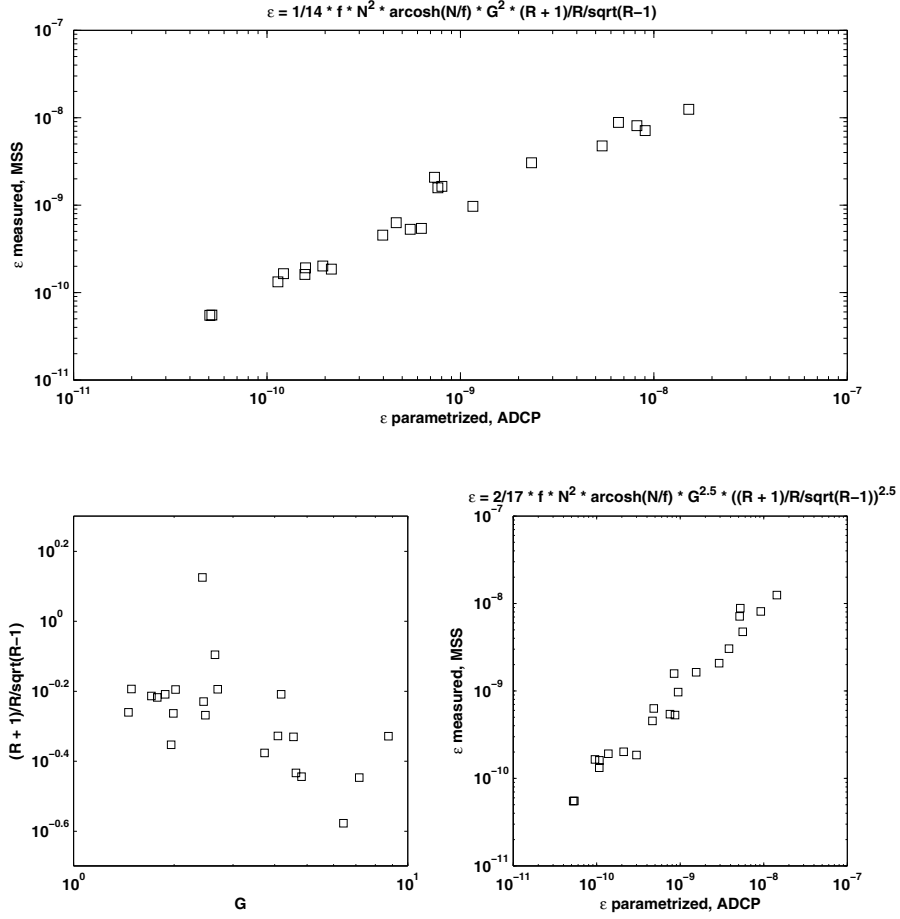 ε = 1/14 * f * N² * arcosh(N/f) * G² * (R + 1)/R/sqrt(R−1)
10⁻⁷
10⁻⁸
10⁻⁹
10⁻¹⁰
10⁻¹¹
ε measured, MSS
10⁻¹¹ 10⁻¹⁰ 10⁻⁹ 10⁻⁸ 10⁻⁷
ε parametrized, ADCP
10^0.2
10^0
10^−0.2
10^−0.4
10^−0.6
(R + 1)/R/sqrt(R−1)
10⁰ 10¹
G
ε = 2/17 * f * N² * arcosh(N/f) * G^2.5 * ((R + 1)/R/sqrt(R−1))^2.5
10⁻⁷
10⁻⁸
10⁻⁹
10⁻¹⁰
10⁻¹¹
ε measured, MSS
10⁻¹¹ 10⁻¹⁰ 10⁻⁹ 10⁻⁸ 10⁻⁷
ε parametrized, ADCP